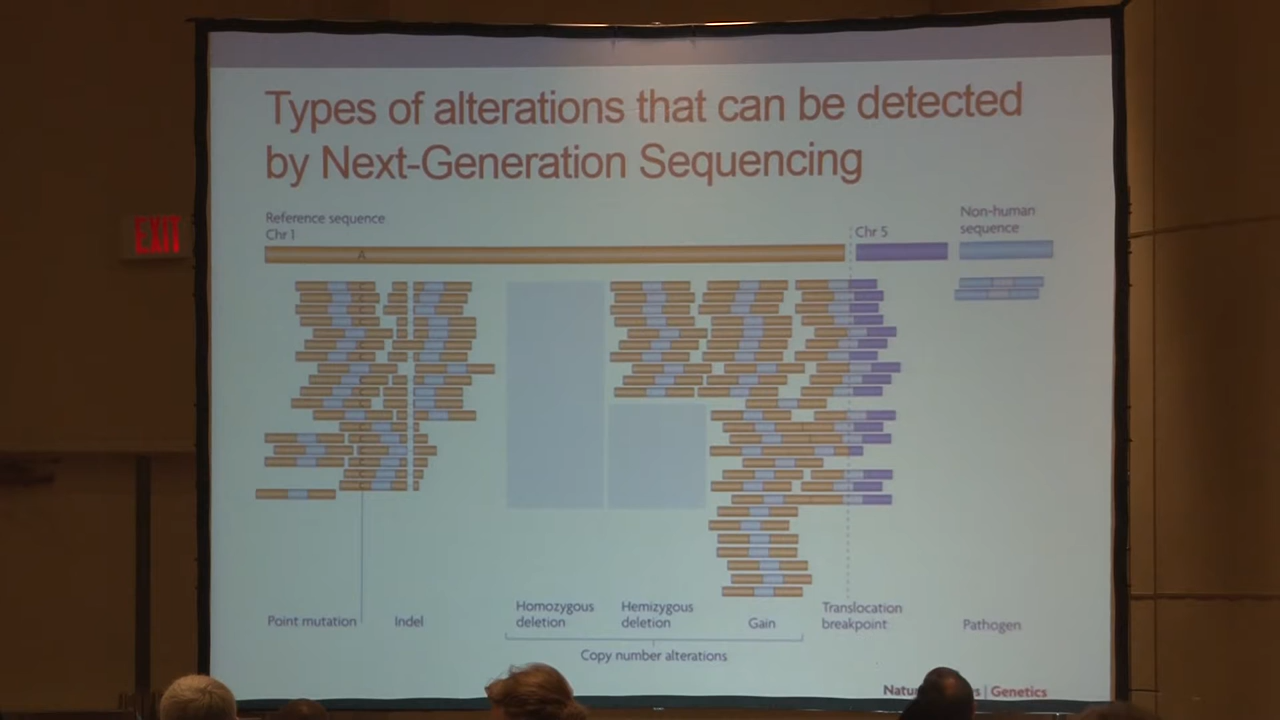 Types of alterations that can be detected
by Next-Generation Sequencing
EXIT
Reference sequence
Chr 1
Chr 5
Non-human
sequence
A
Point mutation
Indel
Homozygous
deletion
Hemizygous
deletion
Gain
Translocation
breakpoint
Pathogen
Copy number alterations
| Genetics